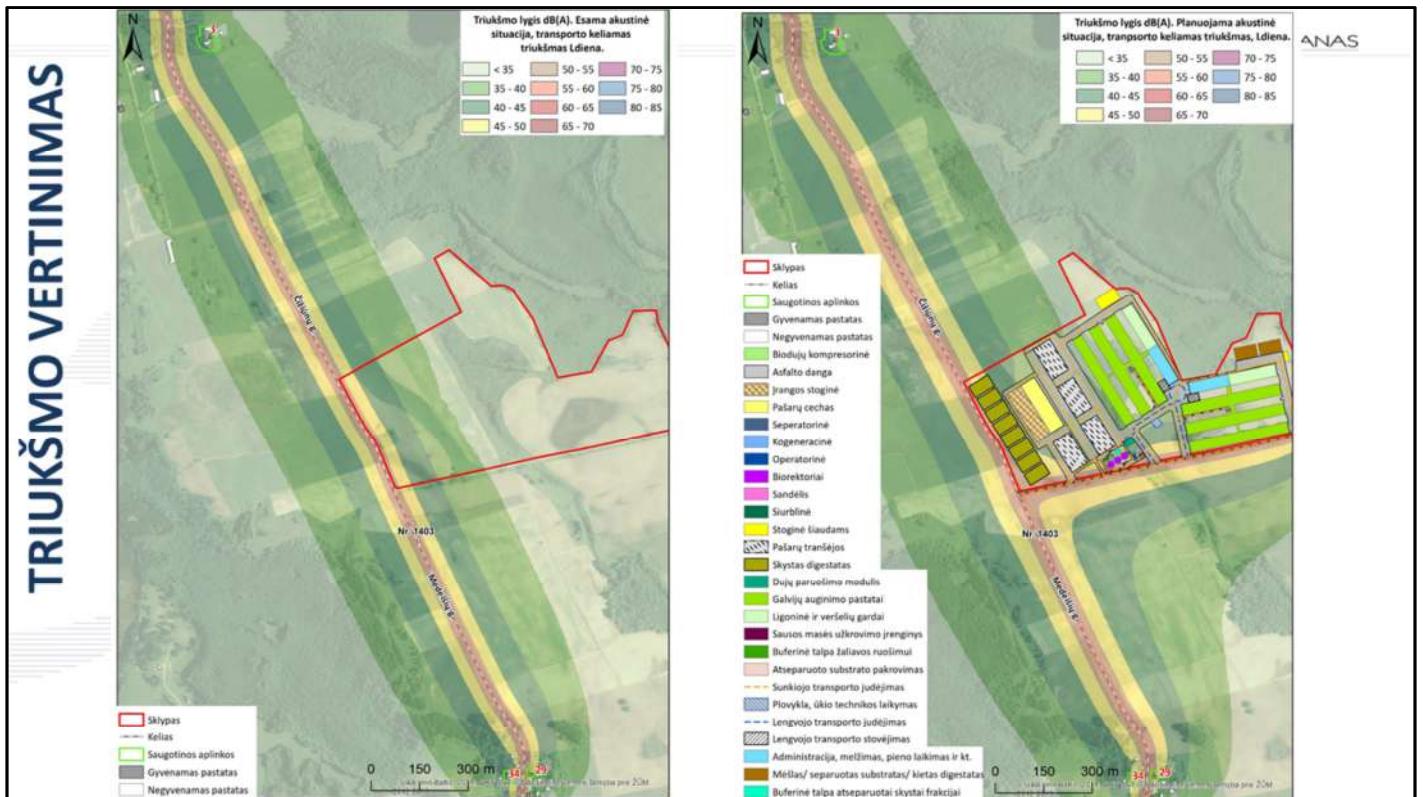 TRIUKŠMO VERTINIMAS
N
Triukšmo lygis dB(A). Esama akustinė
situacija, transporto keliamas
triukšmas Ldiena.
< 35
50 - 55
70 - 75
35 - 40
55 - 60
75 - 80
40 - 45
60 - 65
80 - 85
45 - 50
65 - 70
Nr. 1403
Medeišių g.
34
29
Sklypas
Kelias
Saugotinos aplinkos
Gyvenamas pastatas
Negyvenamas pastatas
0 150 300 m
ANAS
N
Triukšmo lygis dB(A). Planuojama akustinė
situacija, tranpsorto keliamas triukšmas, Ldiena.
< 35
50 - 55
70 - 75
35 - 40
55 - 60
75 - 80
40 - 45
60 - 65
80 - 85
45 - 50
65 - 70
Nr. 1403
Medeišių g.
34
29
Sklypas
Kelias
Saugotinos aplinkos
Gyvenamas pastatas
Negyvenamas pastatas
Biodujų kompresorinė
Asfalto danga
Įrangos stoginė
Pašarų cechas
Seperatorinė
Kogeneracinė
Operatorinė
Biorektoriai
Sandėlis
Siurblinė
Stoginė šiaudams
Pašarų tranšėjos
Skystas digestatas
Dujų paruošimo modulis
Galvijų auginimo pastatai
Ligoninė ir veršelių gardai
Sausos masės užkrovimo įrenginys
Buferinė talpa žaliavos ruošimui
Atseparuoto substrato pakrovimas
Sunkiojo transporto judėjimas
Plovykla, ūkio technikos laikymas
Lengvojo transporto judėjimas
Lengvojo transporto stovėjimas
Administracija, melžimas, pieno laikimas ir kt.
Mėšlas/ separuotas substratas/ kietas digestatas
Buferinė talpa atseparuotai skystai frakcijai
0 150 300 m